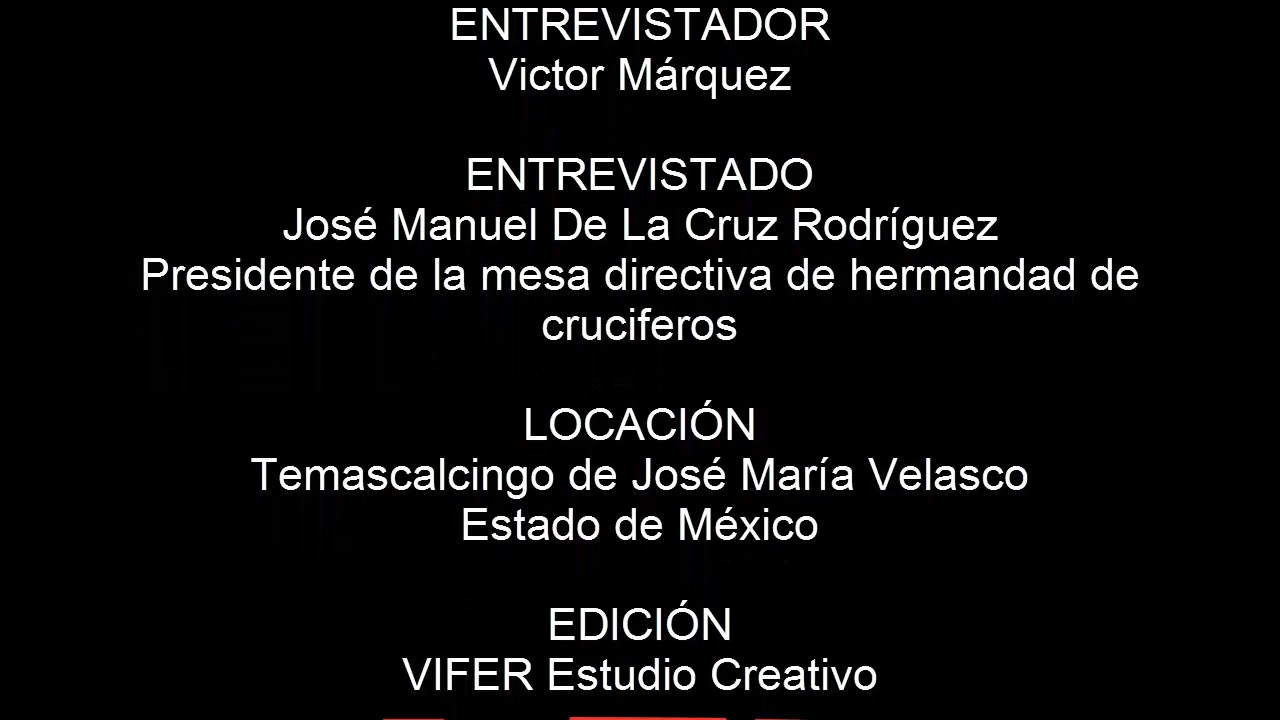 ENTREVISTADOR
Victor Márquez
ENTREVISTADO
José Manuel De La Cruz Rodríguez
Presidente de la mesa directiva de hermandad de
cruciferos
LOCACIÓN
Temascalcingo de José María Velasco
Estado de México
EDICIÓN
VIFER Estudio Creativo